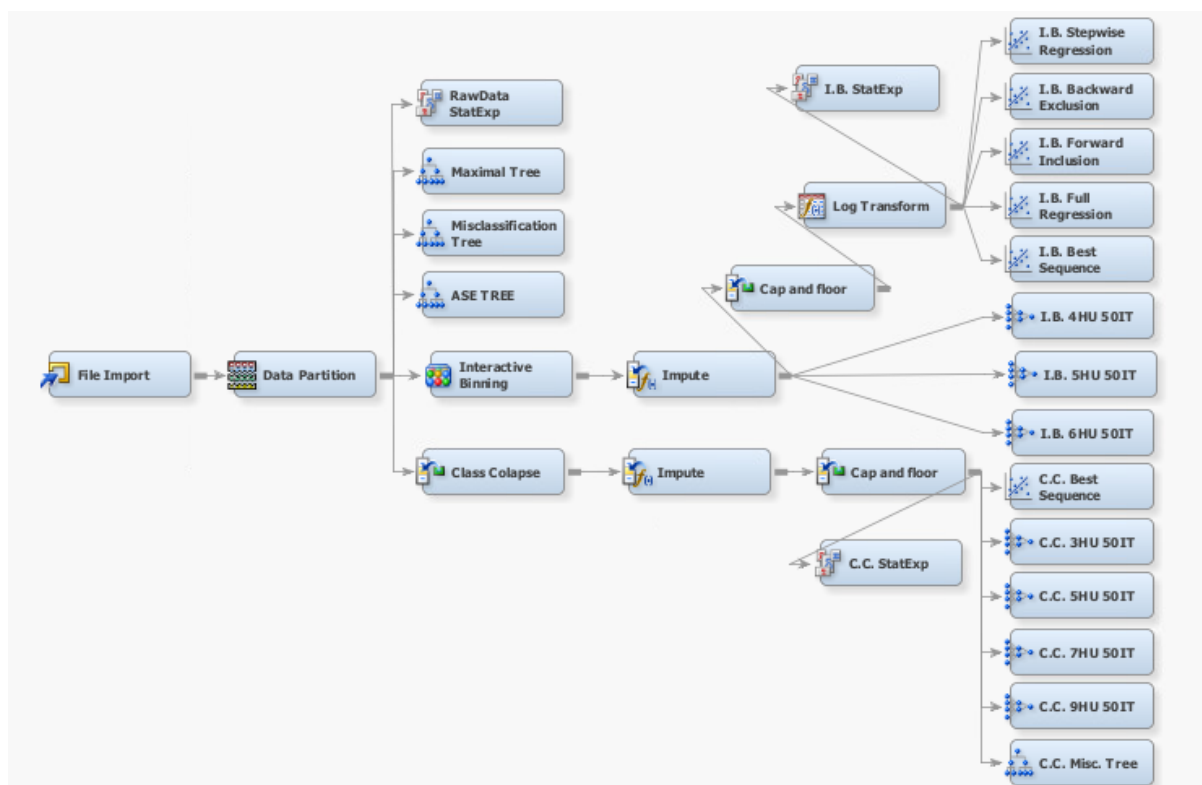 I.B. Stepwise
Regression
I.B. StatExp
RawData
StatExp
I.B. Backward
Exclusion
I.B. Forward
Inclusion
Maximal Tree
Log Transform
I.B. Full
Regression
Misclassification
Tree
I.B. Best
Sequence
ASE TREE
Cap and floor
I.B. 4HU 50IT
File Import
Data Partition
Interactive
Binning
Impute
I.B. 5HU 50IT
I.B. 6HU 50IT
Class Colapse
Impute
Cap and floor
C.C. Best
Sequence
C.C. 3HU 50IT
C.C. StatExp
C.C. 5HU 50IT
C.C. 7HU 50IT
C.C. 9HU 50IT
C.C. Misc. Tree